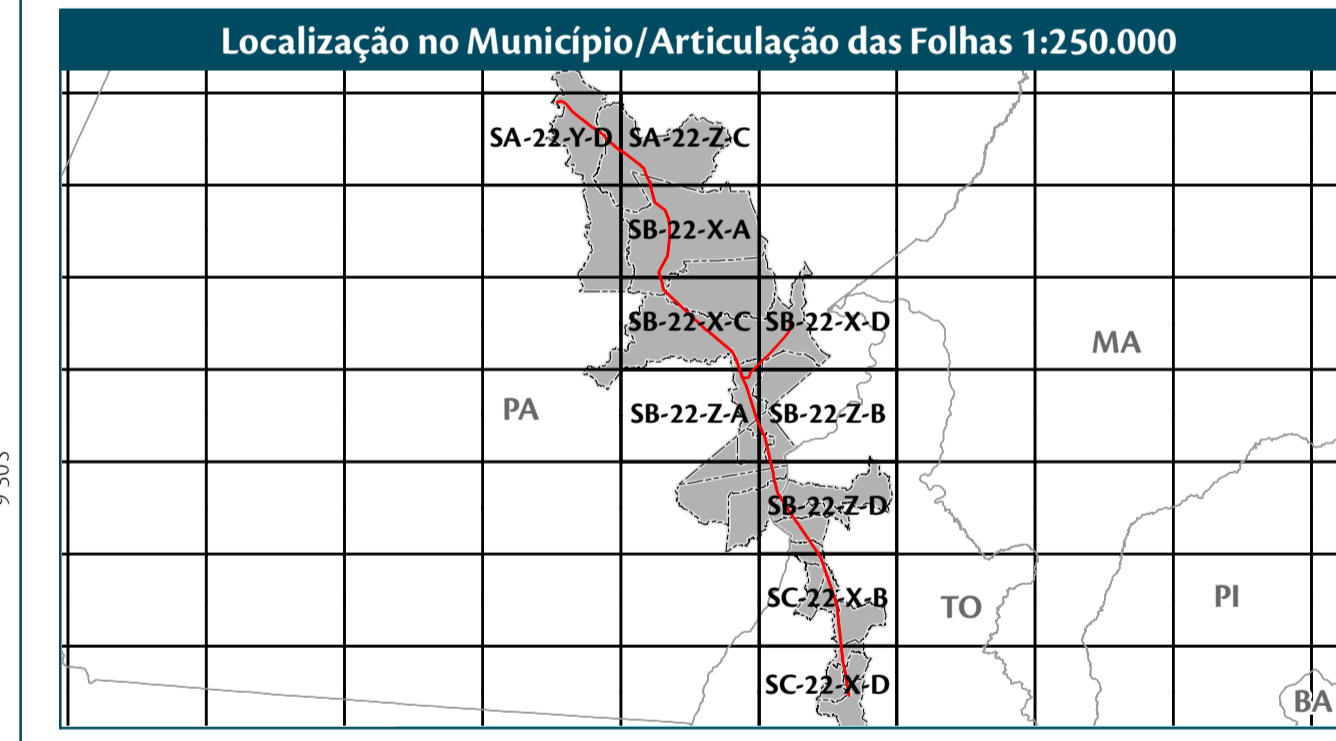 Localização no Município/Articulação das Folhas 1:250.000
SA-22-Y-D
SA-22-Z-C
SB-22-X-A
SB-22-X-C
SB-22-X-D
MA
PA
SB-22-Z-A
SB-22-Z-B
SB-22-Z-D
SC-22-X-B
TO
PI
SC-22-X-D
BA